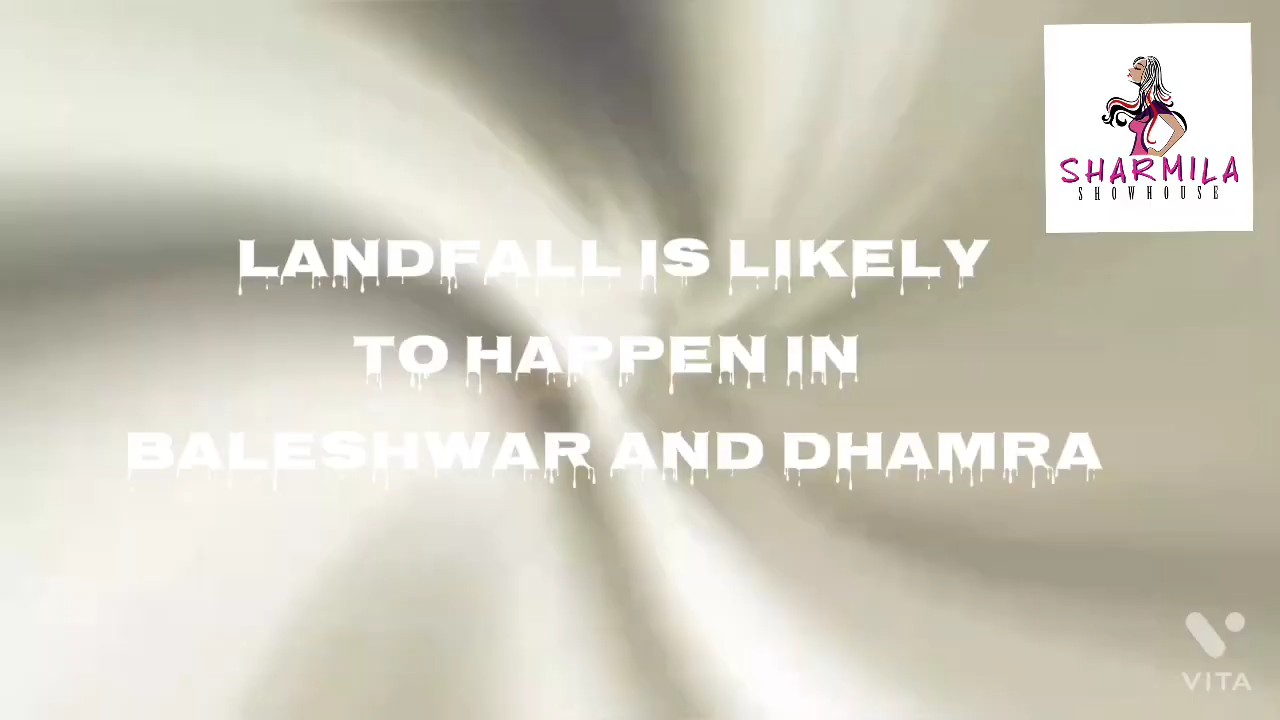 SHARMILA
SHOWHOUSE
LANDFALL IS LIKELY
TO HAPPEN IN
BALESHWAR AND DHAMRA
VITA